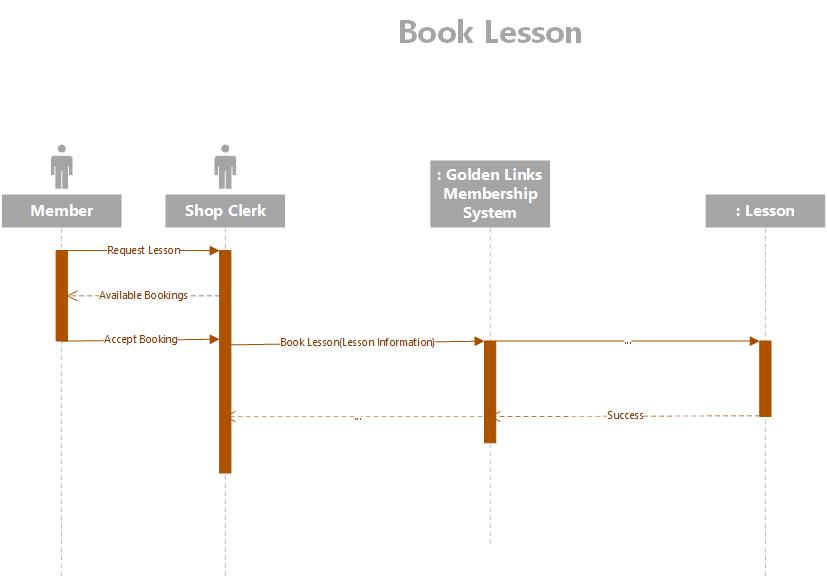 Book Lesson
Member
Shop Clerk
: Golden Links
Membership
System
: Lesson
Request Lesson
Available Bookings
Accept Booking
Book Lesson(Lesson Information)
...
...
Success